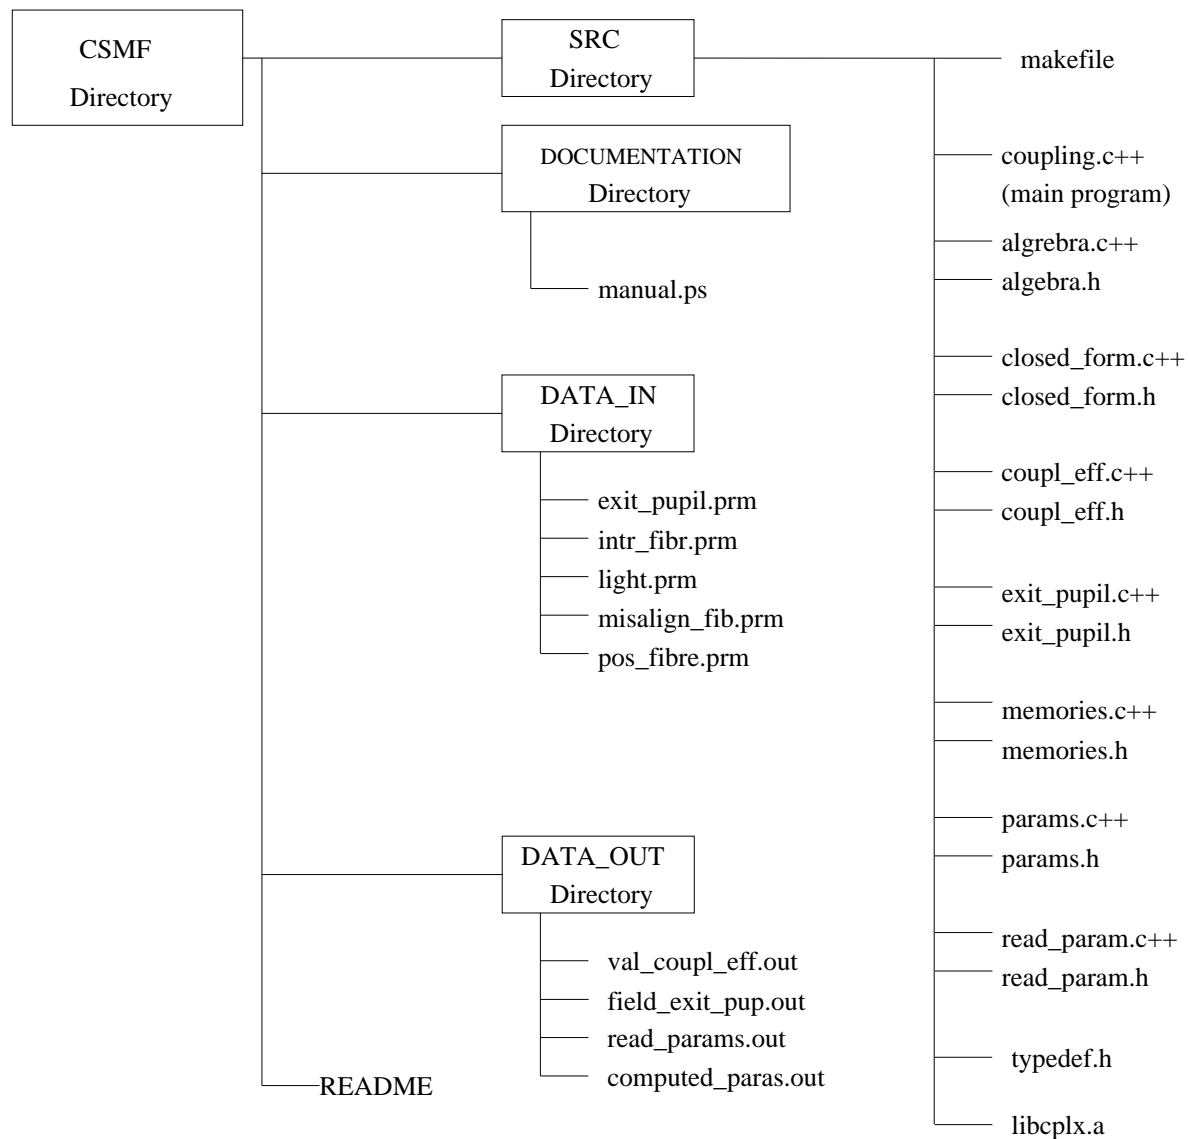 CSMF
Directory
SRC
Directory
DOCUMENTATION
Directory
manual.ps
DATA_IN
Directory
exit_pupil.prm
intr_fibr.prm
light.prm
misalign_fib.prm
pos_fibre.prm
DATA_OUT
Directory
val_coupl_eff.out
field_exit_pup.out
read_params.out
computed_paras.out
README
makefile
coupling.c++
(main program)
algrebra.c++
algebra.h
closed_form.c++
closed_form.h
coupl_eff.c++
coupl_eff.h
exit_pupil.c++
exit_pupil.h
memories.c++
memories.h
params.c++
params.h
read_param.c++
read_param.h
typedef.h
libcplx.a